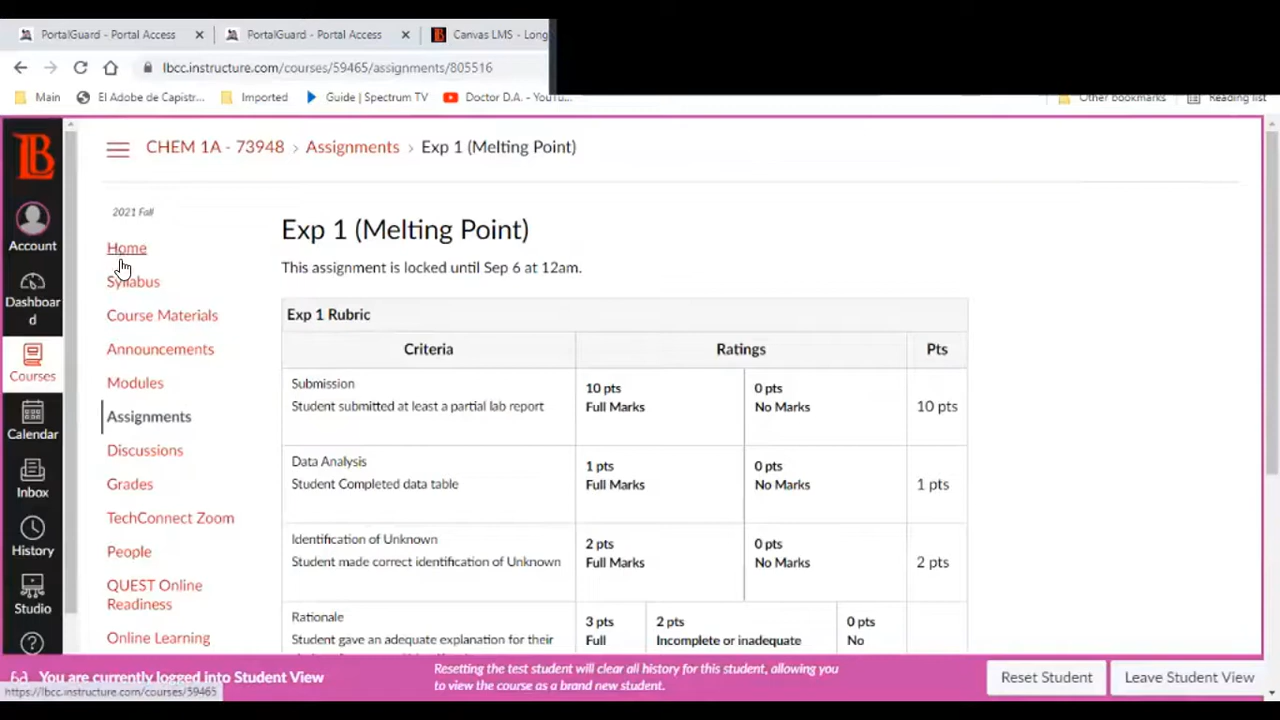 PortalGuard - Portal Access
PortalGuard - Portal Access
Canvas LMS - Long
lbcc.instructure.com/courses/59465/assignments/805516
Main
El Adobe de Capistr...
Imported
Guide | Spectrum TV
Doctor D.A. - YouTu...
Other bookmarks
Reading list
LB
Account
Dashboar
d
Courses
Calendar
Inbox
History
Studio
CHEM 1A - 73948 › Assignments › Exp 1 (Melting Point)
2021 Fall
Home
Syllabus
Course Materials
Announcements
Modules
Assignments
Discussions
Grades
TechConnect Zoom
People
QUEST Online
Readiness
Online Learning
Exp 1 (Melting Point)
This assignment is locked until Sep 6 at 12am.
Exp 1 Rubric
Criteria
Ratings
Pts
Submission
Student submitted at least a partial lab report
10 pts
Full Marks
0 pts
No Marks
10 pts
Data Analysis
Student Completed data table
1 pts
Full Marks
0 pts
No Marks
1 pts
Identification of Unknown
Student made correct identification of Unknown
2 pts
Full Marks
0 pts
No Marks
2 pts
Rationale
Student gave an adequate explanation for their
3 pts
Full
2 pts
Incomplete or inadequate
0 pts
No
You are currently logged into Student View
Resetting the test student will clear all history for this student, allowing you
to view the course as a brand new student.
Reset Student
Leave Student View
https://lbcc.instructure.com/courses/59465